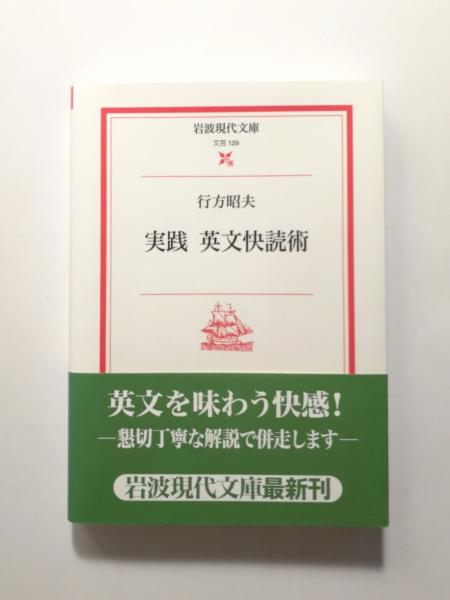 岩波現代文庫
文芸 129
行方昭夫
実践 英文快読術
英文を味わう快感!
―懇切丁寧な解説で併走します―
岩波現代文庫最新刊